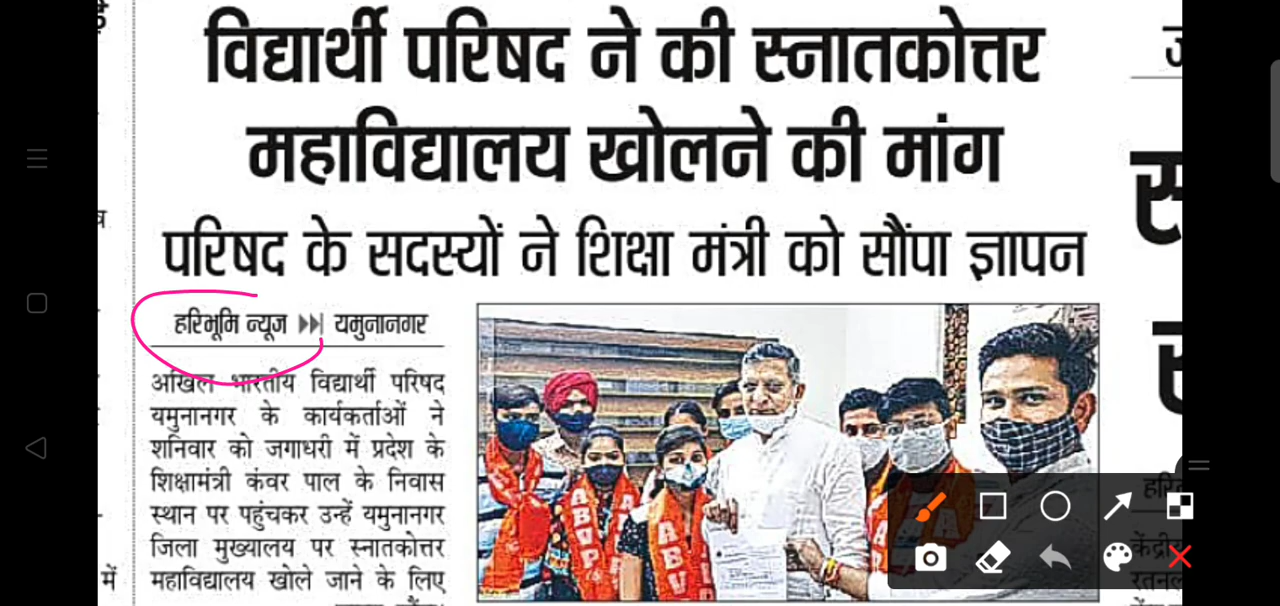 विद्यार्थी परिषद ने की स्नातकोत्तर
महाविद्यालय खोलने की मांग
परिषद के सदस्यों ने शिक्षा मंत्री को सौंपा ज्ञापन
हरिभूमि न्यूज यमुनानगर
अखिल भारतीय विद्यार्थी परिषद
यमुनानगर के कार्यकर्ताओं ने
शनिवार को जगाधरी में प्रदेश के
शिक्षामंत्री कंवर पाल के निवास
स्थान पर पहुंचकर उन्हें यमुनानगर
जिला मुख्यालय पर स्नातकोत्तर
महाविद्यालय खोले जाने के लिए
ABVP
ABV
में